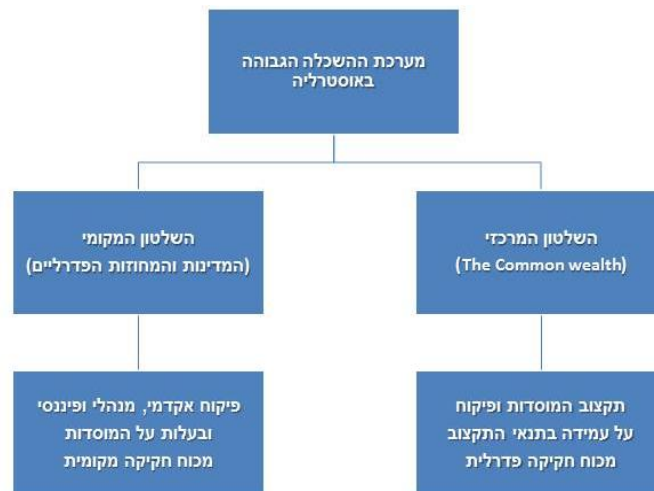 מערכת ההשכלה הגבוהה
באוסטרליה
השלטון המרכזי
(The Common wealth)
השלטון המקומי
(המדינות והמחוזות הפדרליים)
תקצוב המוסדות ופיקוח
על עמידה בתנאי התקצוב
מכוח חקיקה פדרלית
פיקוח אקדמי, מנהלי ופיננסי
ובעלות על המוסדות
מכוח חקיקה מקומית